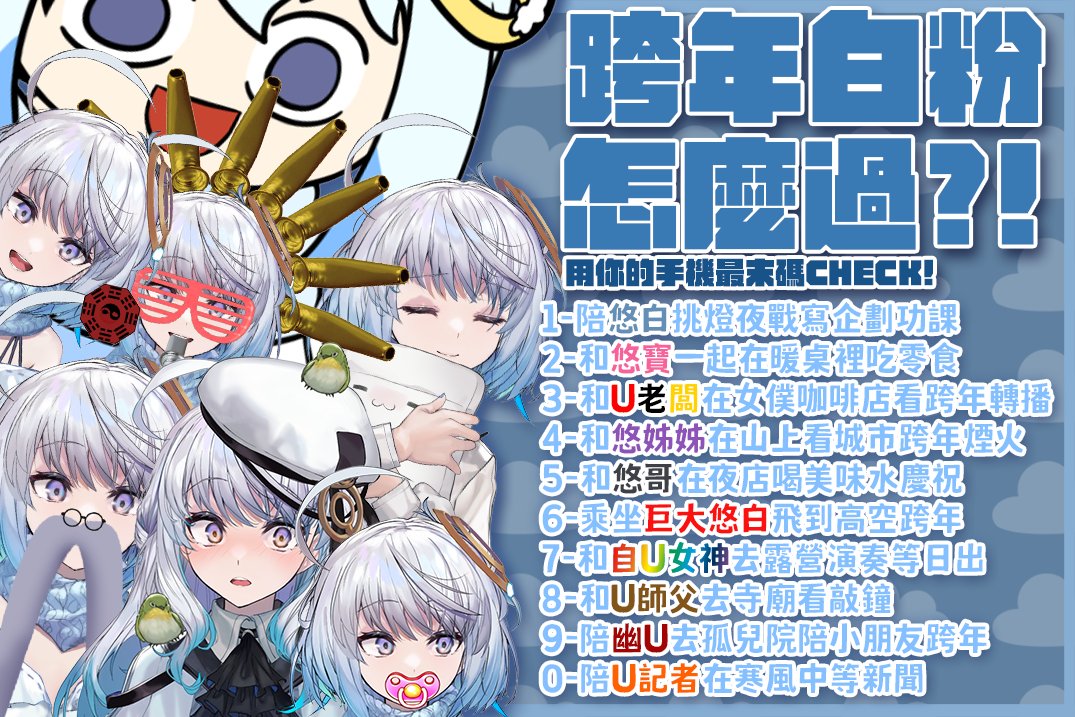 跨年白粉
怎麼過?!
用你的手機最末碼CHECK!
1-陪悠白挑燈夜戰寫企劃功課
2-和悠寶一起在暖桌裡吃零食
3-和U老闆在女僕咖啡店看跨年轉播
4-和悠姊姊在山上看城市跨年煙火
5-和悠哥在夜店喝美味水慶祝
6-乘坐巨大悠白飛到高空跨年
7-和自U女神去露營演奏等日出
8-和U師父去寺廟看敲鐘
9-陪幽U去孤兒院陪小朋友跨年
0-陪U記者在寒風中等新聞